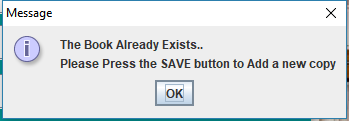 Message
The Book Already Exists..
Please Press the SAVE button to Add a new copy
OK